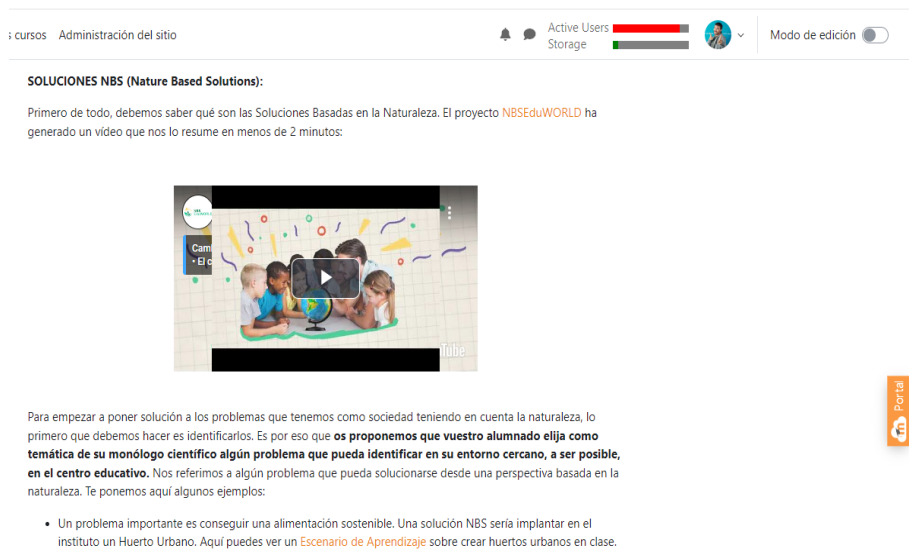 s cursos Administración del sitio
Active Users
Storage
Modo de edición
SOLUCIONES NBS (Nature Based Solutions):
Primero de todo, debemos saber qué son las Soluciones Basadas en la Naturaleza. El proyecto NBSEduWORLD ha
generado un vídeo que nos lo resume en menos de 2 minutos:
Cam
• El c
Tube
Portal
Para empezar a poner solución a los problemas que tenemos como sociedad teniendo en cuenta la naturaleza, lo
primero que debemos hacer es identificarlos. Es por eso que os proponemos que vuestro alumnado elija como
temática de su monólogo científico algún problema que pueda identificar en su entorno cercano, a ser posible,
en el centro educativo. Nos referimos a algún problema que pueda solucionarse desde una perspectiva basada en la
naturaleza. Te ponemos aquí algunos ejemplos:
• Un problema importante es conseguir una alimentación sostenible. Una solución NBS sería implantar en el
instituto un Huerto Urbano. Aquí puedes ver un Escenario de Aprendizaje sobre crear huertos urbanos en clase.